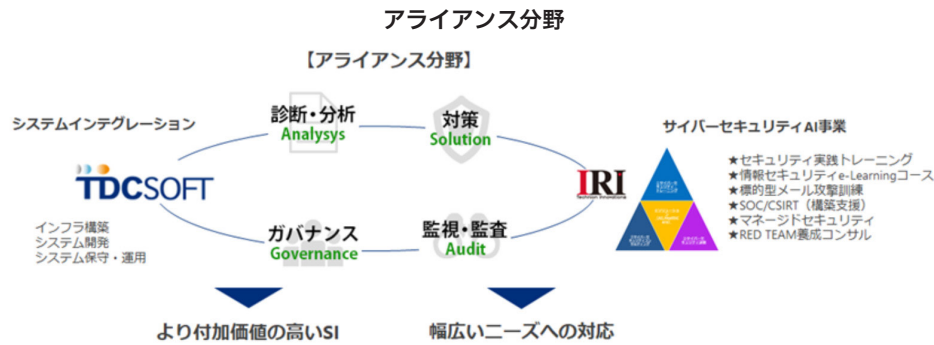 アライアンス分野
【アライアンス分野】
診断・分析
Analysys
対策
Solution
システムインテグレーション
サイバーセキュリティAI事業
TDCSOFT
IRI
★セキュリティ実践トレーニング
★情報セキュリティe-Learningコース
★標的型メール攻撃訓練
★SOC/CSIRT（構築支援）
★マネージドセキュリティ
★RED TEAM養成コンサル
インフラ構築
システム開発
システム保守・運用
ガバナンス
Governance
監視・監査
Audit
より付加価値の高いSI
幅広いニーズへの対応